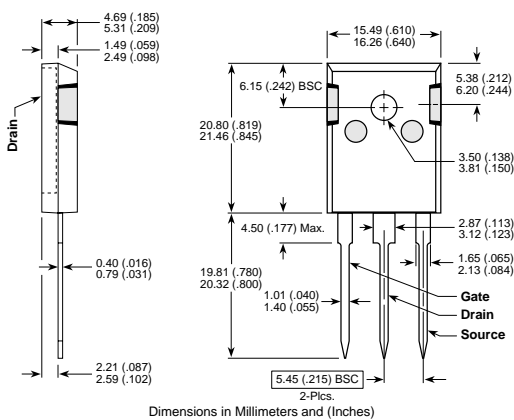 4.69 (.185)
5.31 (.209)
1.49 (.059)
2.49 (.098)
Drain
0.40 (.016)
0.79 (.031)
2.21 (.087)
2.59 (.102)
15.49 (.610)
16.26 (.640)
6.15 (.242) BSC
5.38 (.212)
6.20 (.244)
20.80 (.819)
21.46 (.845)
3.50 (.138)
3.81 (.150)
4.50 (.177) Max.
2.87 (.113)
3.12 (.123)
19.81 (.780)
20.32 (.800)
1.65 (.065)
2.13 (.084)
1.01 (.040)
1.40 (.055)
Gate
Drain
Source
5.45 (.215) BSC
2-Plcs.
Dimensions in Millimeters and (Inches)